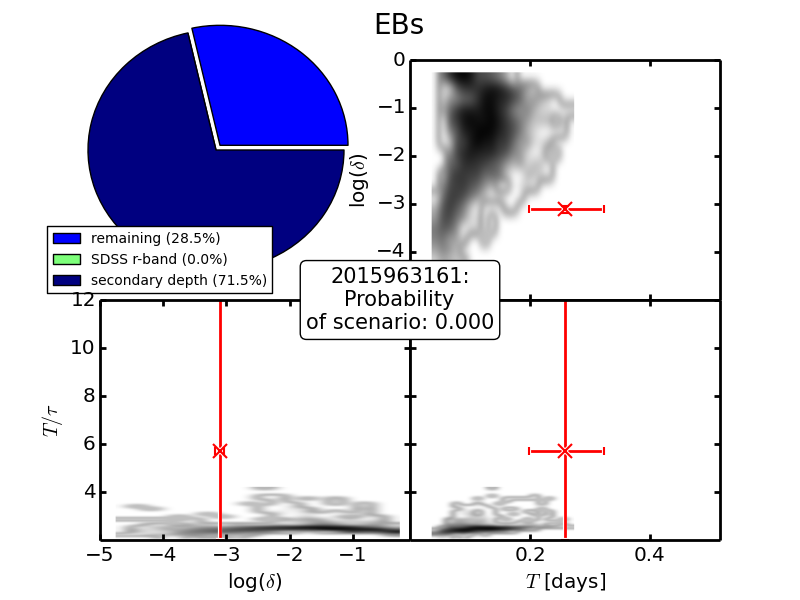 EBs
remaining (28.5%)
SDSS r-band (0.0%)
secondary depth (71.5%)
0
−1
−2
−3
−4
log(δ)
2015963161:
Probability
of scenario: 0.000
12
10
8
6
4
T/τ
−5
−4
−3
−2
−1
log(δ)
0.2
0.4
T [days]